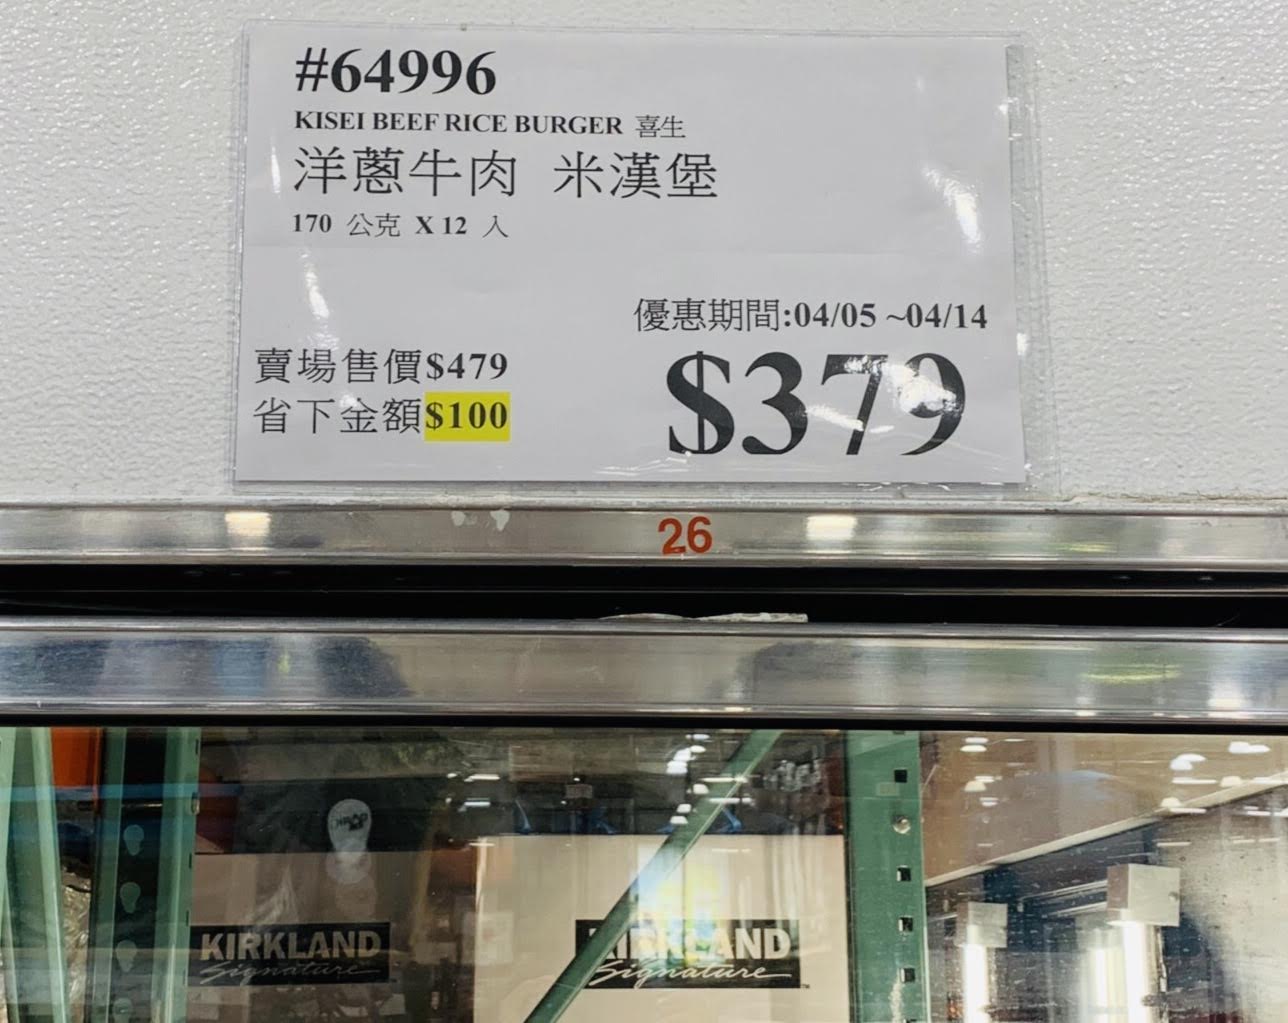 #64996
KISEI BEEF RICE BURGER 喜生
洋蔥牛肉 米漢堡
170 公克 X 12 入
優惠期間:04/05 ~04/14
賣場售價$479
省下金額$100
$379
26
KIRKLAND
Signature
KIRKLAND
Signature